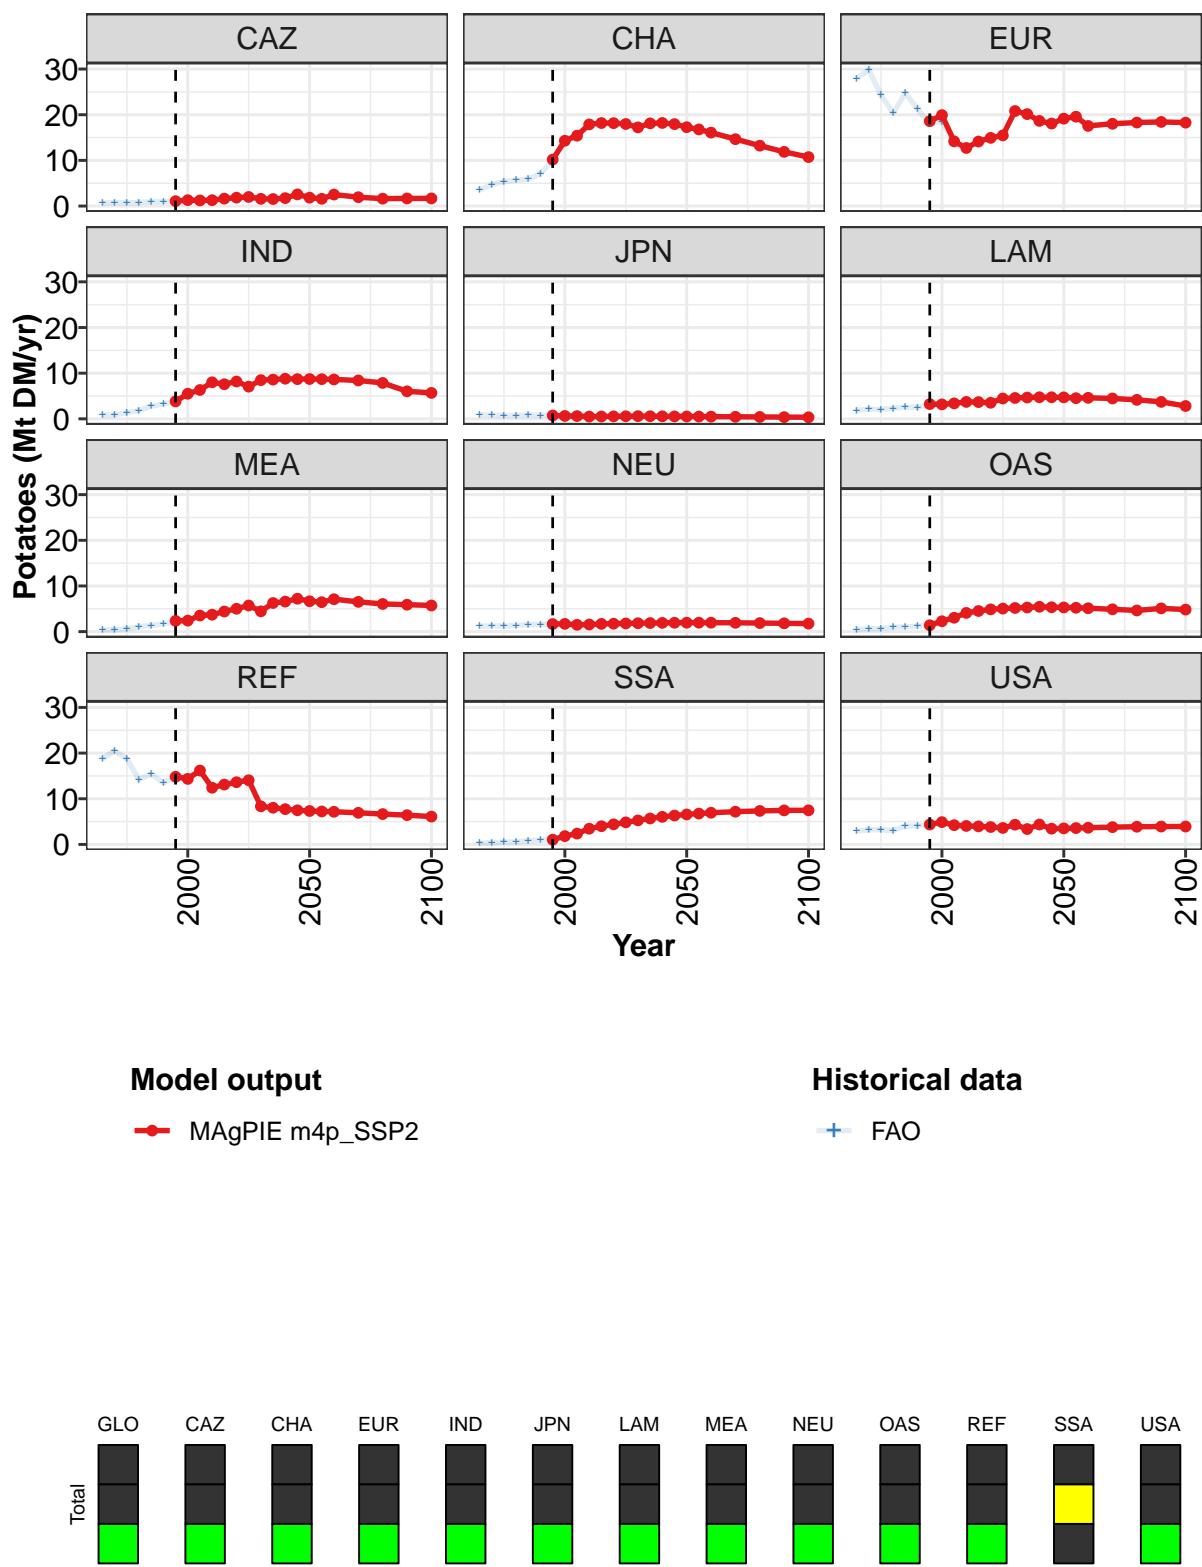 CAZ CHA EUR
30
20
10
0
IND JPN LAM
30
20
10
0
MEA NEU OAS
30
20
10
0
REF SSA USA
30
20
10
0
Potatoes (Mt DM/yr)
2000 2050 2100 2000 2050 2100 2000 2050 2100
Year
Model output Historical data
MAgPIE m4p_SSP2 FAO
GLO CAZ CHA EUR IND JPN LAM MEA NEU OAS REF SSA USA
Total